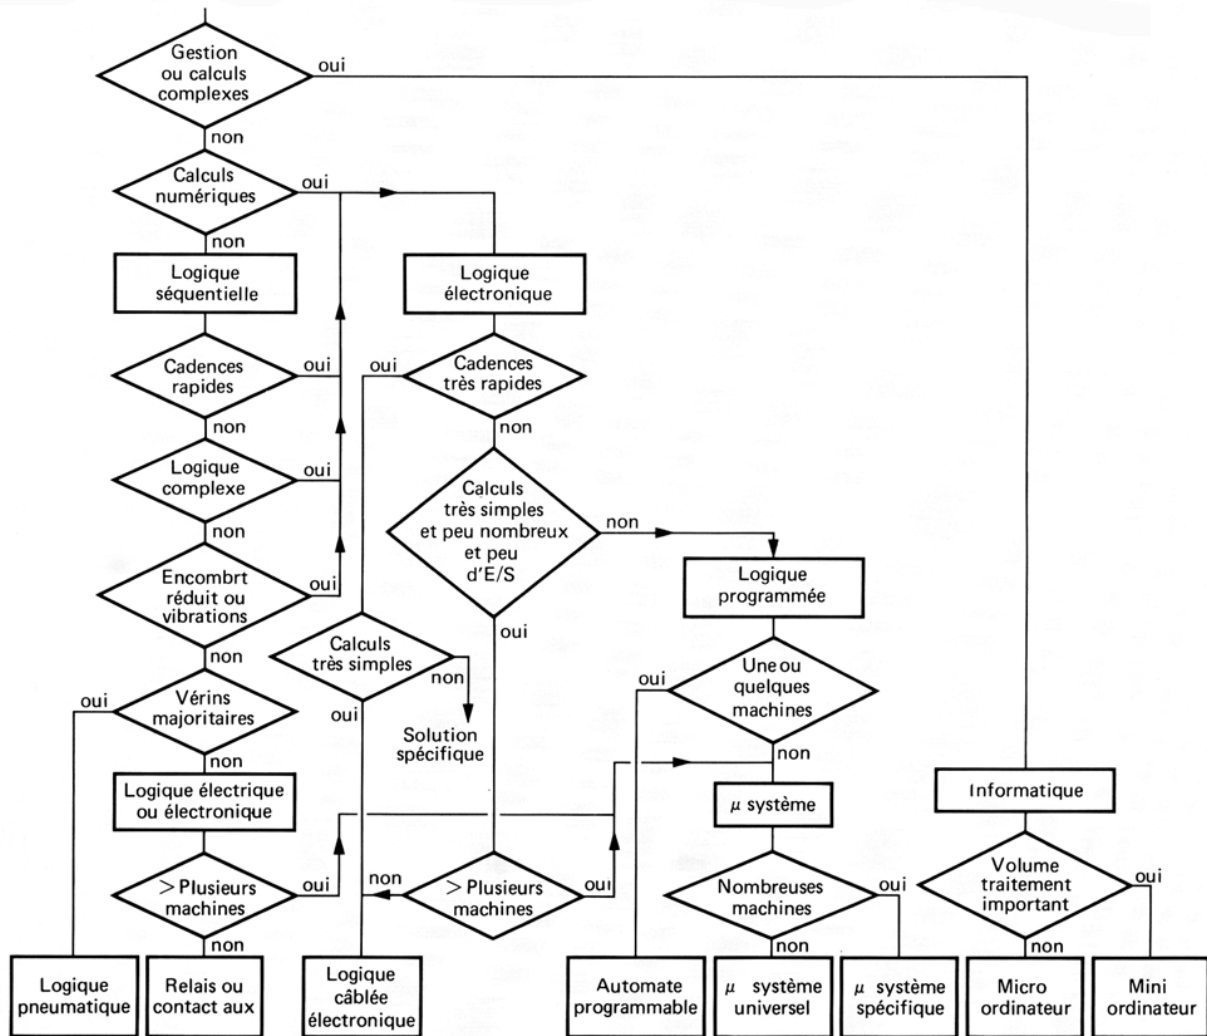 Gestion
ou calculs
complexes
oui
non
Calculs
numériques
oui
non
Logique
séquentielle
Logique
électronique
Cadences
rapides
oui
non
oui
Cadences
très rapides
non
Logique
complexe
oui
non
Calculs
très simples
et peu nombreux
et peu
d'E/S
non
oui
Encombrt
réduit ou
vibrations
oui
non
Logique
programmée
Calculs
très simples
non
oui
Solution
spécifique
Une ou
quelques
machines
oui
non
oui
Vérins
majoritaires
non
Logique électrique
ou électronique
µ système
Informatique
> Plusieurs
machines
oui
non
non
> Plusieurs
machines
oui
Nombreuses
machines
oui
non
Volume
traitement
important
oui
non
Logique
pneumatique
Relais ou
contact aux
Logique
câblée
électronique
Automate
programmable
µ système
universel
µ système
spécifique
Micro
ordinateur
Mini
ordinateur